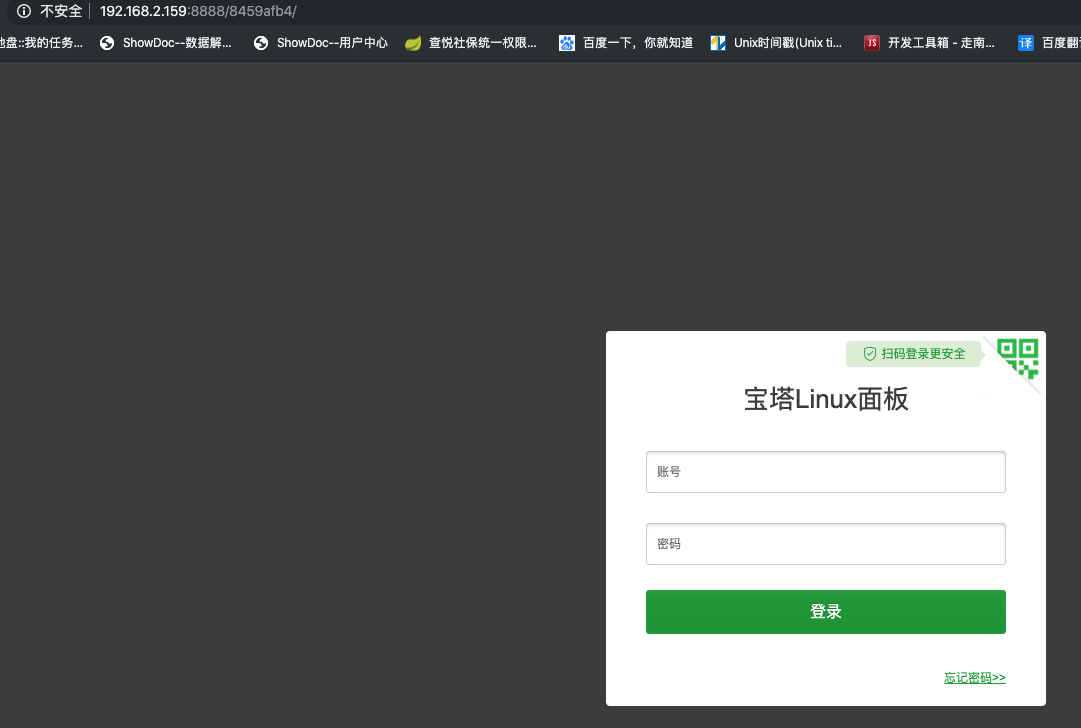 不安全 192.168.2.159:8888/8459afb4/
地盘::我的任务... ShowDoc--数据解... ShowDoc--用户中心 查悦社保统一权限... 百度一下，你就知道 Unix时间戳(Unix ti... JS 开发工具箱 - 走南... 译 百度翻
扫码登录更安全
宝塔Linux面板
账号
密码
登录
忘记密码>>